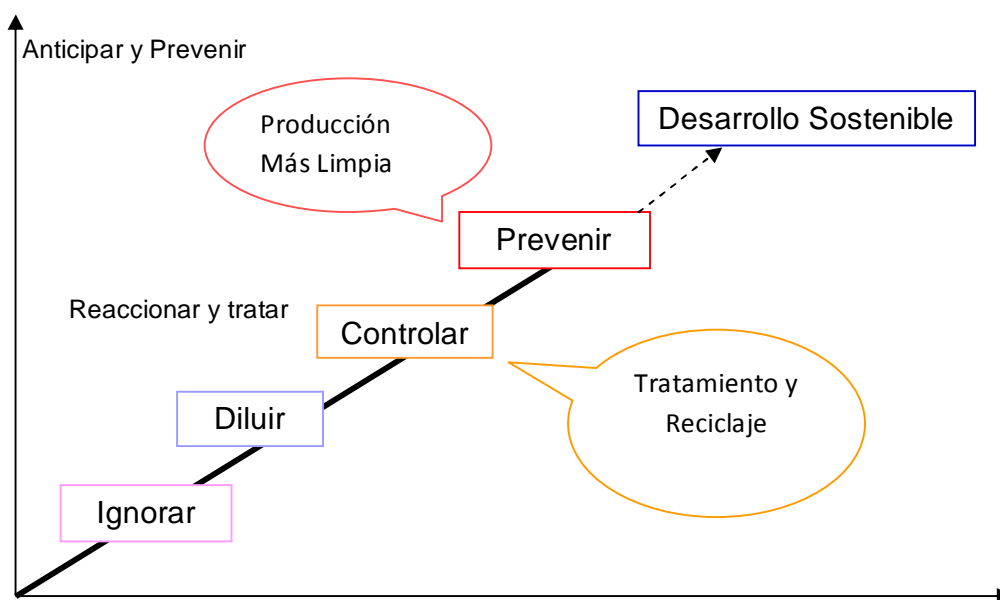 Anticipar y Prevenir
Producción
Más Limpia
Desarrollo Sostenible
Prevenir
Reaccionar y tratar
Controlar
Tratamiento y
Reciclaje
Diluir
Ignorar